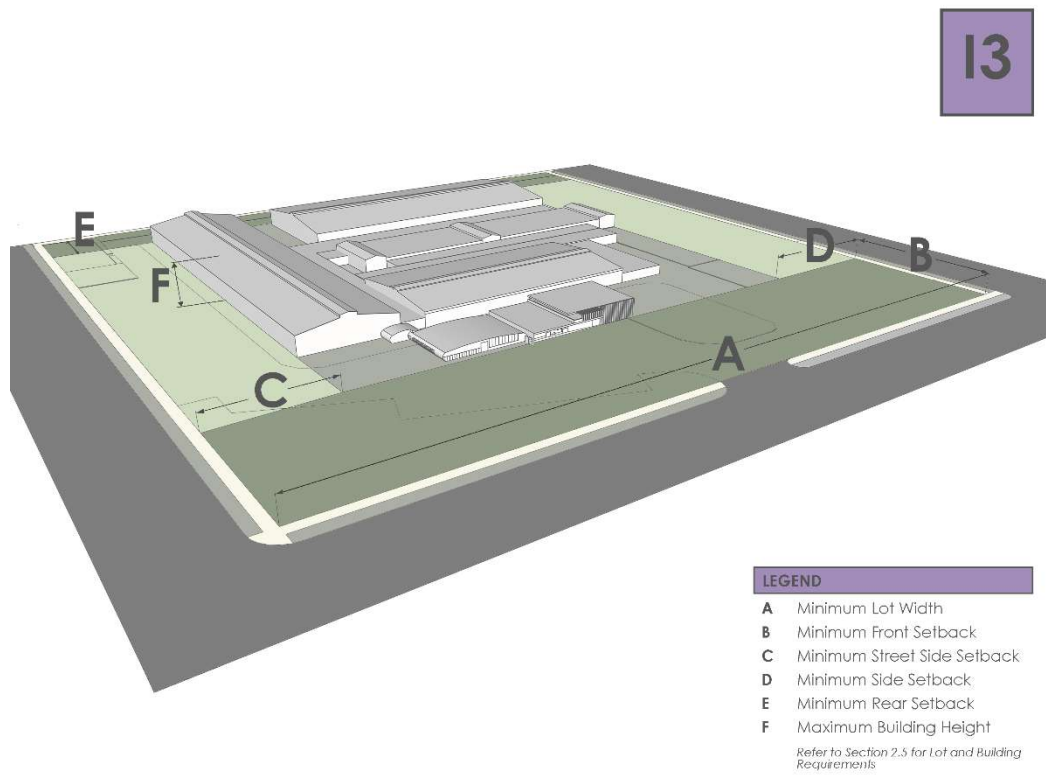 I3
E
F
D
B
A
C
LEGEND
A Minimum Lot Width
B Minimum Front Setback
C Minimum Street Side Setback
D Minimum Side Setback
E Minimum Rear Setback
F Maximum Building Height
Refer to Section 2.5 for Lot and Building
Requirements